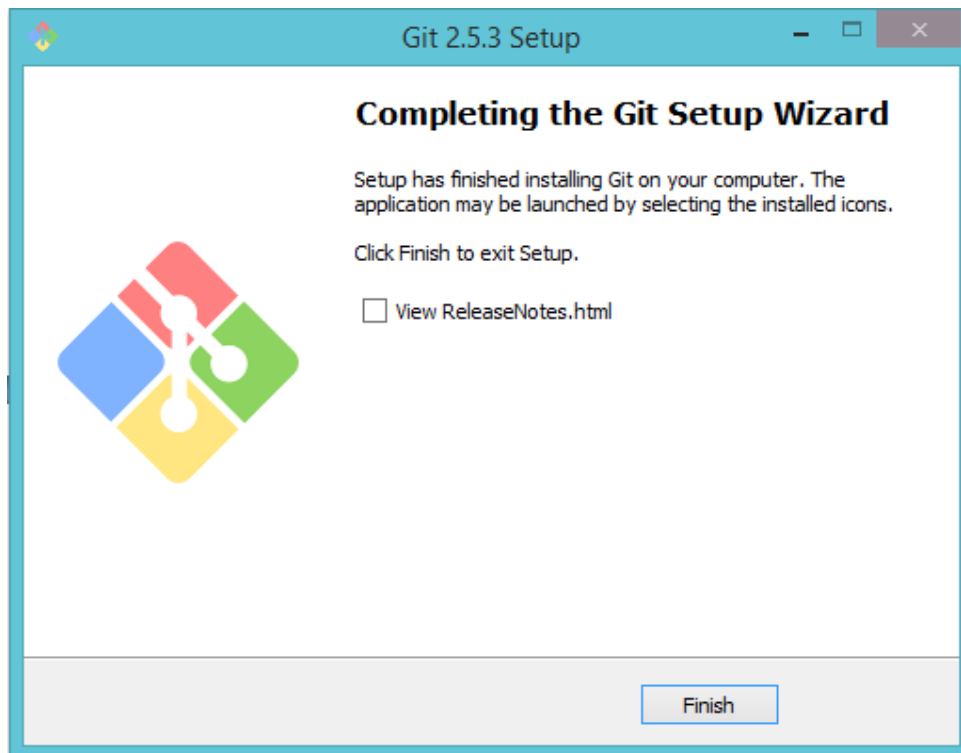 Git 2.5.3 Setup
Completing the Git Setup Wizard
Setup has finished installing Git on your computer. The
application may be launched by selecting the installed icons.
Click Finish to exit Setup.
View ReleaseNotes.html
Finish